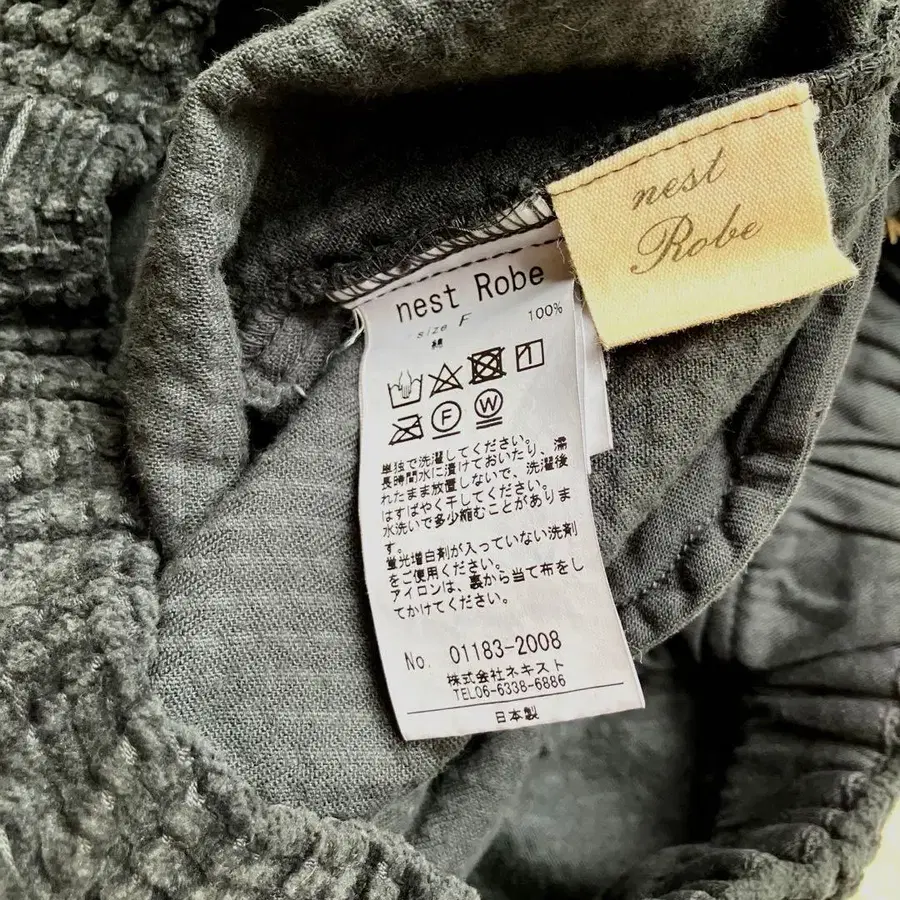 nest
Robe
nest Robe
size F
綿 100%
F W
単独で洗濯してください。
長時間水に漬けておいたり、濡
れたまま放置しないで、洗濯後
はすばやく干してください。
水洗いで多少縮むことがありま
す。
蛍光増白剤が入っていない洗剤
をご使用ください。
アイロンは、裏から当て布をし
てかけてください。
No. 01183-2008
株式会社ネキスト
TEL06-6338-6886
日本製